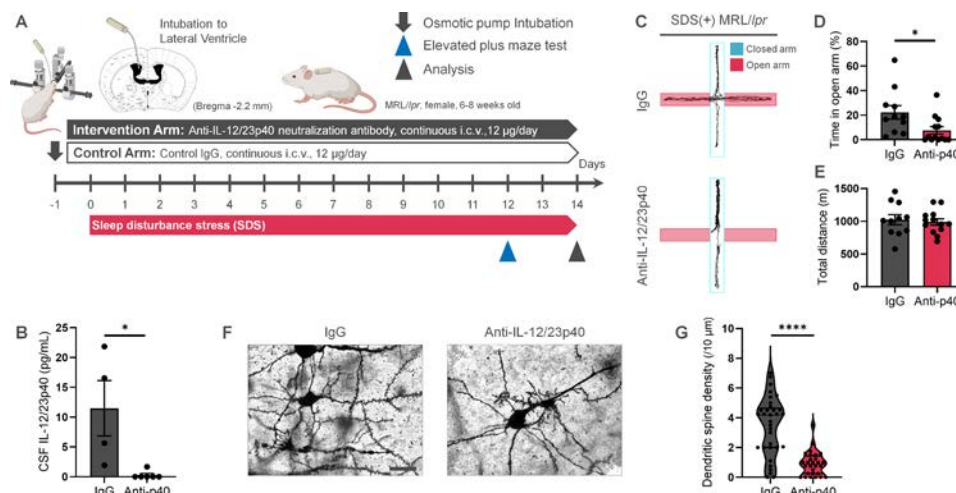 A
Intubation to
Lateral Ventricle
(Bregma -2.2 mm)
Osmotic pump Intubation
Elevated plus maze test
Analysis
MRL/lpr, female, 6-8 weeks old
Intervention Arm: Anti-IL-12/23p40 neutralization antibody, continuous i.c.v., 12 μg/day
Control Arm: Control IgG, continuous i.c.v., 12 μg/day
Days
-1 0 1 2 3 4 5 6 7 8 9 10 11 12 13 14
Sleep disturbance stress (SDS)
B
CSF IL-12/23p40 (pg/mL)
25
20
15
10
5
0
*
IgG Anti-p40
C
SDS(+) MRL/lpr
Closed arm
Open arm
IgG
Anti-IL-12/23p40
D
Time in open arm (%)
80
60
40
20
0
*
IgG Anti-p40
E
Total distance (m)
1500
1000
500
0
IgG Anti-p40
F
IgG
Anti-IL-12/23p40
G
Dendritic spine density (/10 μm)
10
8
6
4
2
0
****
IgG Anti-p40